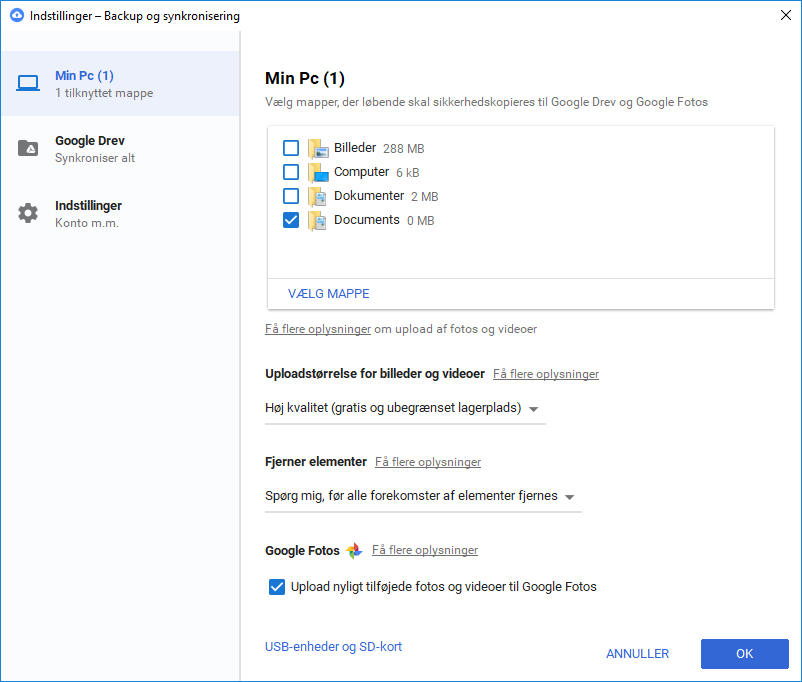 Indstillinger – Backup og synkronisering
Min Pc (1)
1 tilknyttet mappe
Google Drev
Synkroniser alt
Indstillinger
Konto m.m.
Min Pc (1)
Vælg mapper, der løbende skal sikkerhedskopieres til Google Drev og Google Fotos
Billeder 288 MB
Computer 6 kB
Dokumenter 2 MB
Documents 0 MB
VÆLG MAPPE
Få flere oplysninger om upload af fotos og videoer
Uploadstørrelse for billeder og videoer Få flere oplysninger
Høj kvalitet (gratis og ubegrænset lagerplads)
Fjerner elementer Få flere oplysninger
Spørg mig, før alle forekomster af elementer fjernes
Google Fotos Få flere oplysninger
Upload nyligt tilføjede fotos og videoer til Google Fotos
USB-enheder og SD-kort
ANNULLER
OK